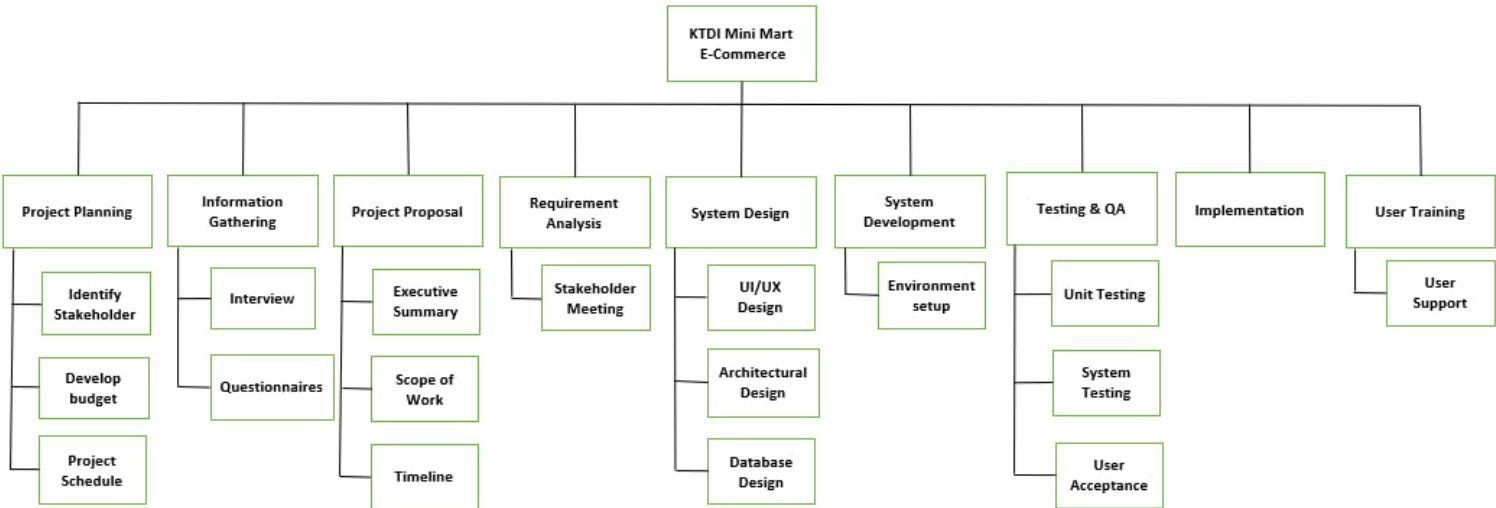 KTDI Mini Mart
E-Commerce
Project Planning
Identify
Stakeholder
Develop
budget
Project
Schedule
Information
Gathering
Interview
Questionnaires
Project Proposal
Executive
Summary
Scope of
Work
Timeline
Requirement
Analysis
Stakeholder
Meeting
System Design
UI/UX
Design
Architectural
Design
Database
Design
System
Development
Environment
setup
Testing & QA
Unit Testing
System
Testing
User
Acceptance
Implementation
User Training
User
Support